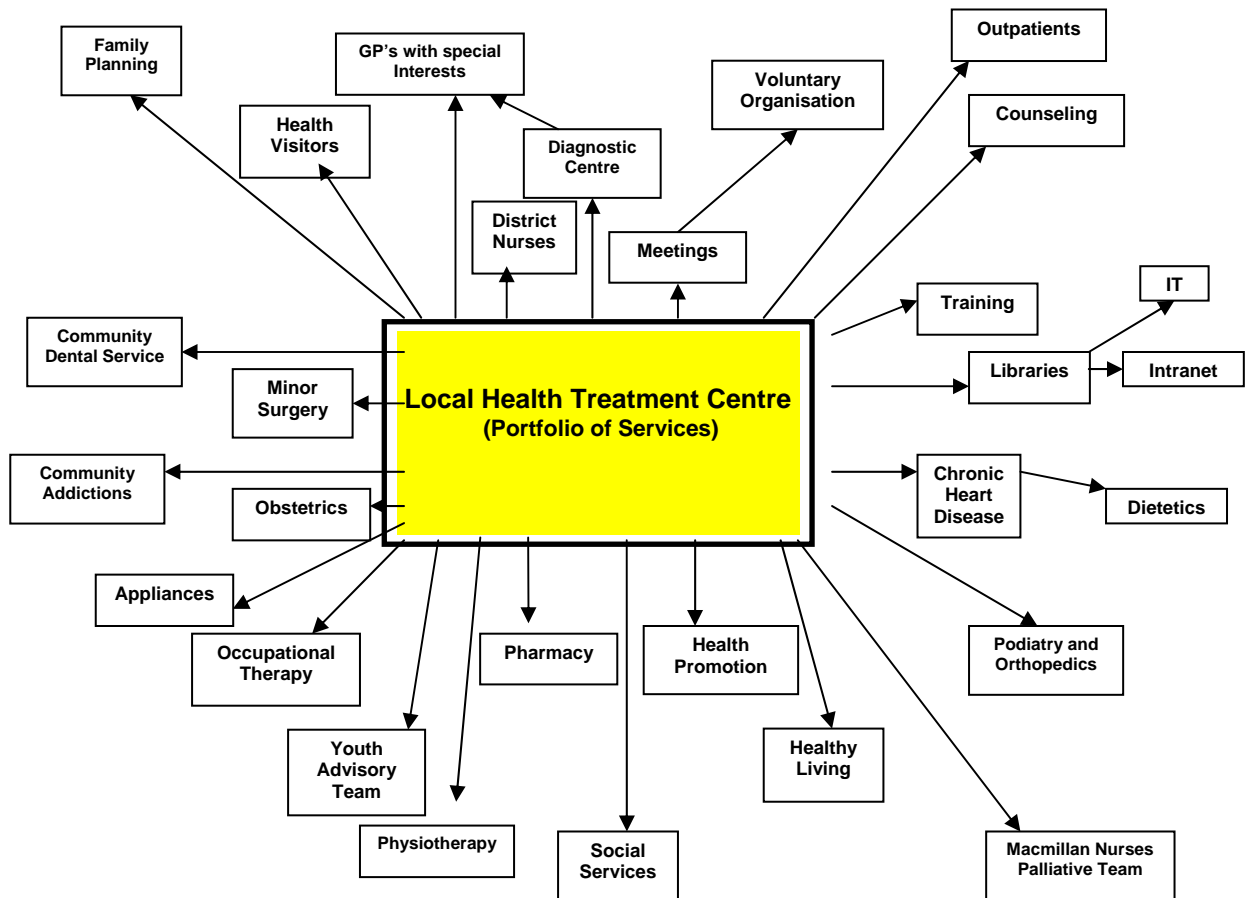 Family
Planning
GP's with special
Interests
Outpatients
Voluntary
Organisation
Health
Visitors
Counseling
Diagnostic
Centre
District
Nurses
Meetings
IT
Training
Community
Dental Service
Libraries
Intranet
Minor
Surgery
Local Health Treatment Centre
(Portfolio of Services)
Community
Addictions
Chronic
Heart
Disease
Obstetrics
Dietetics
Appliances
Occupational
Therapy
Pharmacy
Health
Promotion
Podiatry and
Orthopedics
Youth
Advisory
Team
Healthy
Living
Physiotherapy
Social
Services
Macmillan Nurses
Palliative Team